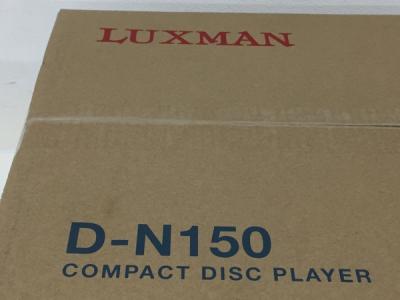 LUXMAN
D-N150
COMPACT DISC PLAYER